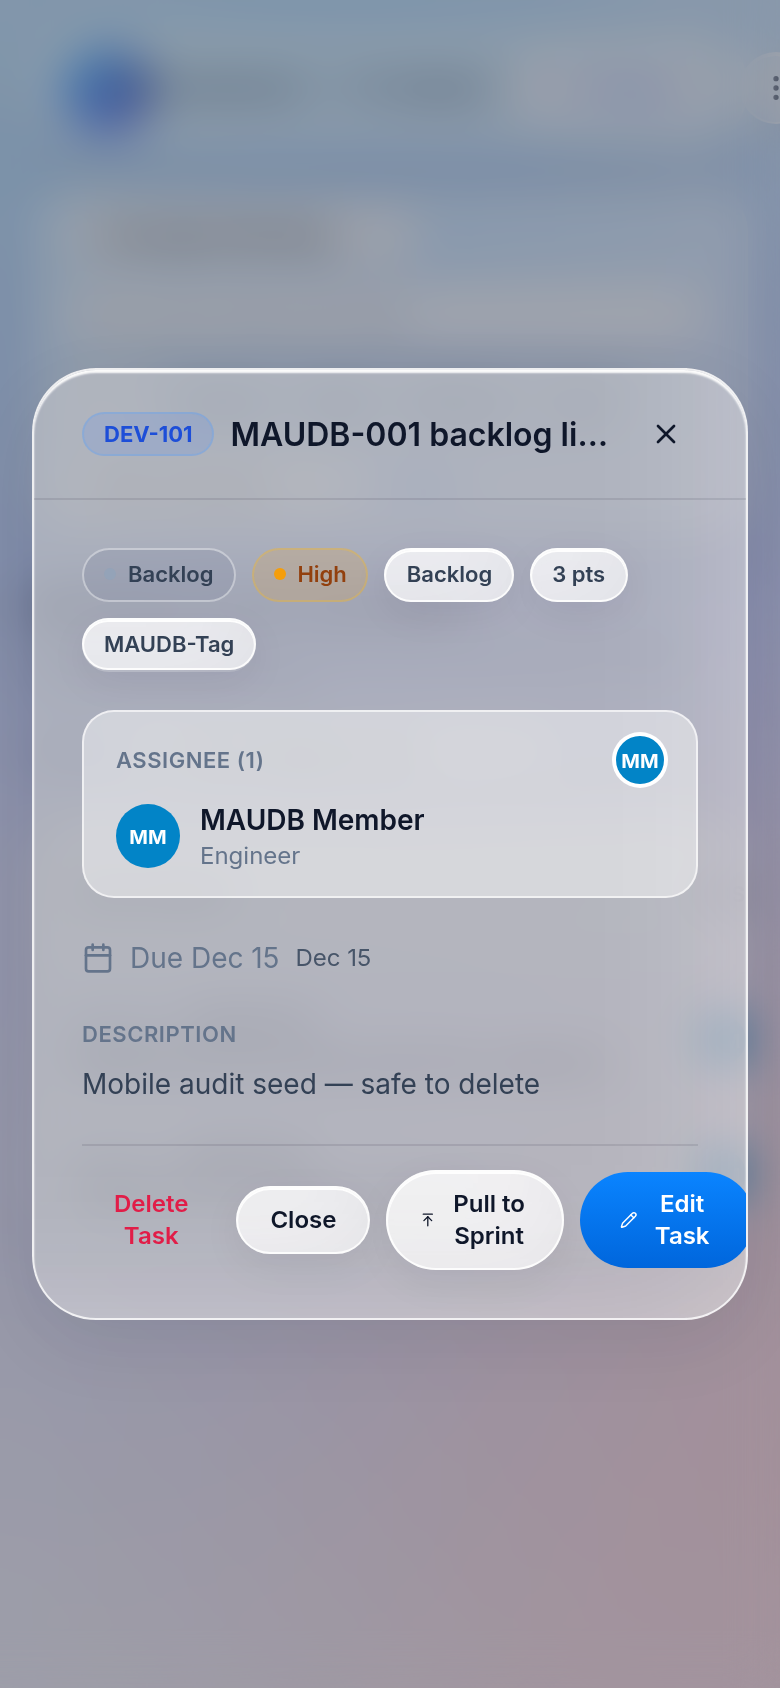 DEV-101 MAUDB-001 backlog li...
Backlog High Backlog 3 pts
MAUDB-Tag
ASSIGNEE (1) MM
MM MAUDB Member
Engineer
Due Dec 15 Dec 15
DESCRIPTION
Mobile audit seed — safe to delete
Delete Task Close Pull to Sprint Edit Task